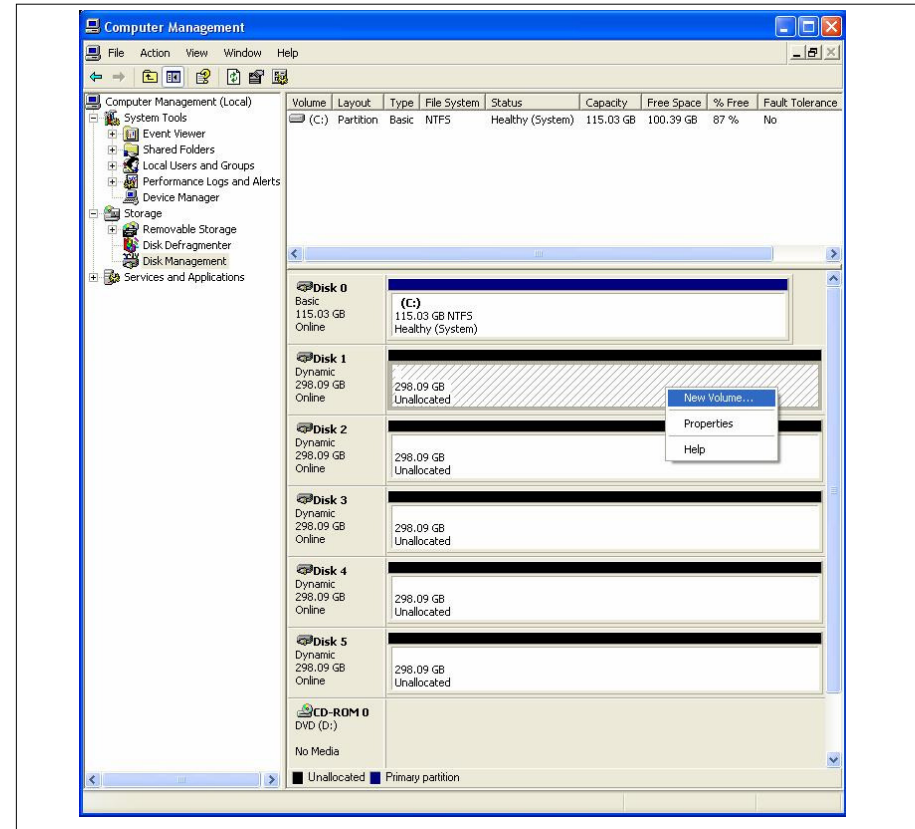 Computer Management
File Action View Window Help
Computer Management (Local)
System Tools
Event Viewer
Shared Folders
Local Users and Groups
Performance Logs and Alerts
Device Manager
Storage
Removable Storage
Disk Defragmenter
Disk Management
Services and Applications
Volume Layout Type File System Status Capacity Free Space % Free Fault Tolerance
(C:) Partition Basic NTFS Healthy (System) 115.03 GB 100.39 GB 87 % No
Disk 0
Basic
115.03 GB
Online
(C:)
115.03 GB NTFS
Healthy (System)
Disk 1
Dynamic
298.09 GB
Online
298.09 GB
Unallocated
New Volume...
Properties
Help
Disk 2
Dynamic
298.09 GB
Online
298.09 GB
Unallocated
Disk 3
Dynamic
298.09 GB
Online
298.09 GB
Unallocated
Disk 4
Dynamic
298.09 GB
Online
298.09 GB
Unallocated
Disk 5
Dynamic
298.09 GB
Online
298.09 GB
Unallocated
CD-ROM 0
DVD (D:)
No Media
Unallocated Primary partition